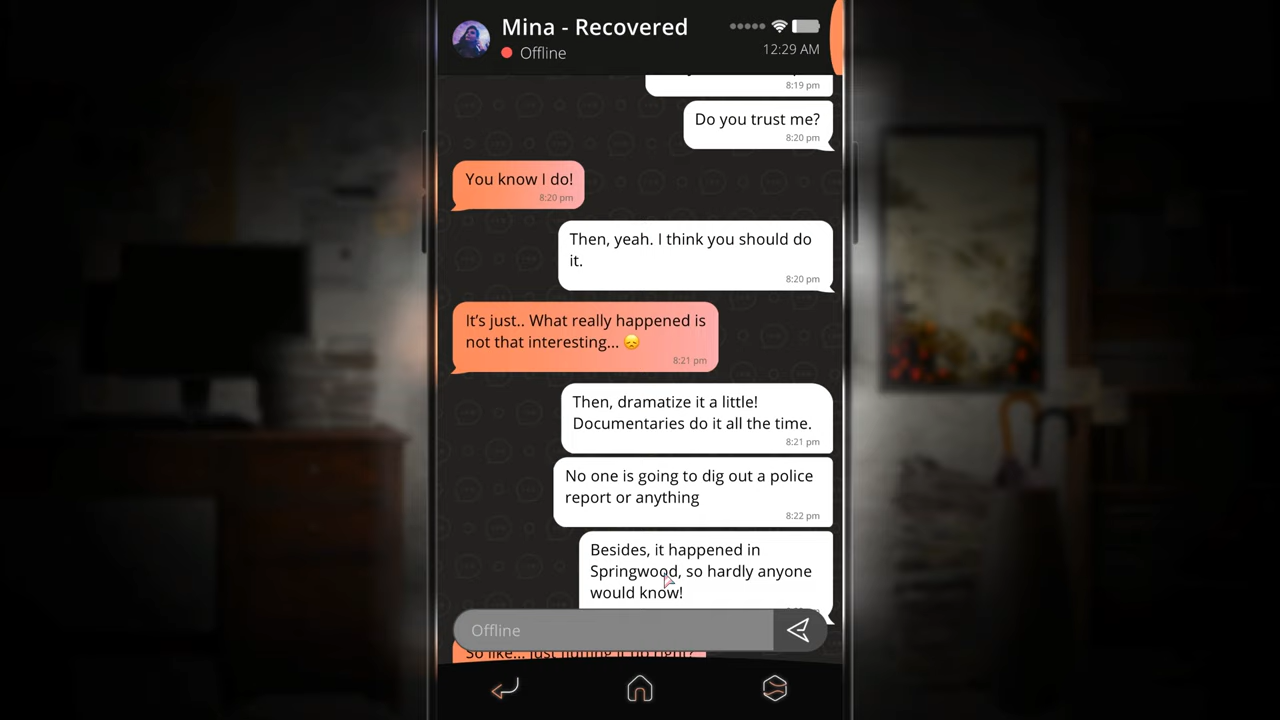 Mina - Recovered
Offline
12:29 AM
8:19 pm
Do you trust me?
8:20 pm
You know I do!
8:20 pm
Then, yeah. I think you should do
it.
8:20 pm
It's just.. What really happened is
not that interesting... 😞
8:21 pm
Then, dramatize it a little!
Documentaries do it all the time.
8:21 pm
No one is going to dig out a police
report or anything
8:22 pm
Besides, it happened in
Springwood, so hardly anyone
would know!
Offline
So like... just